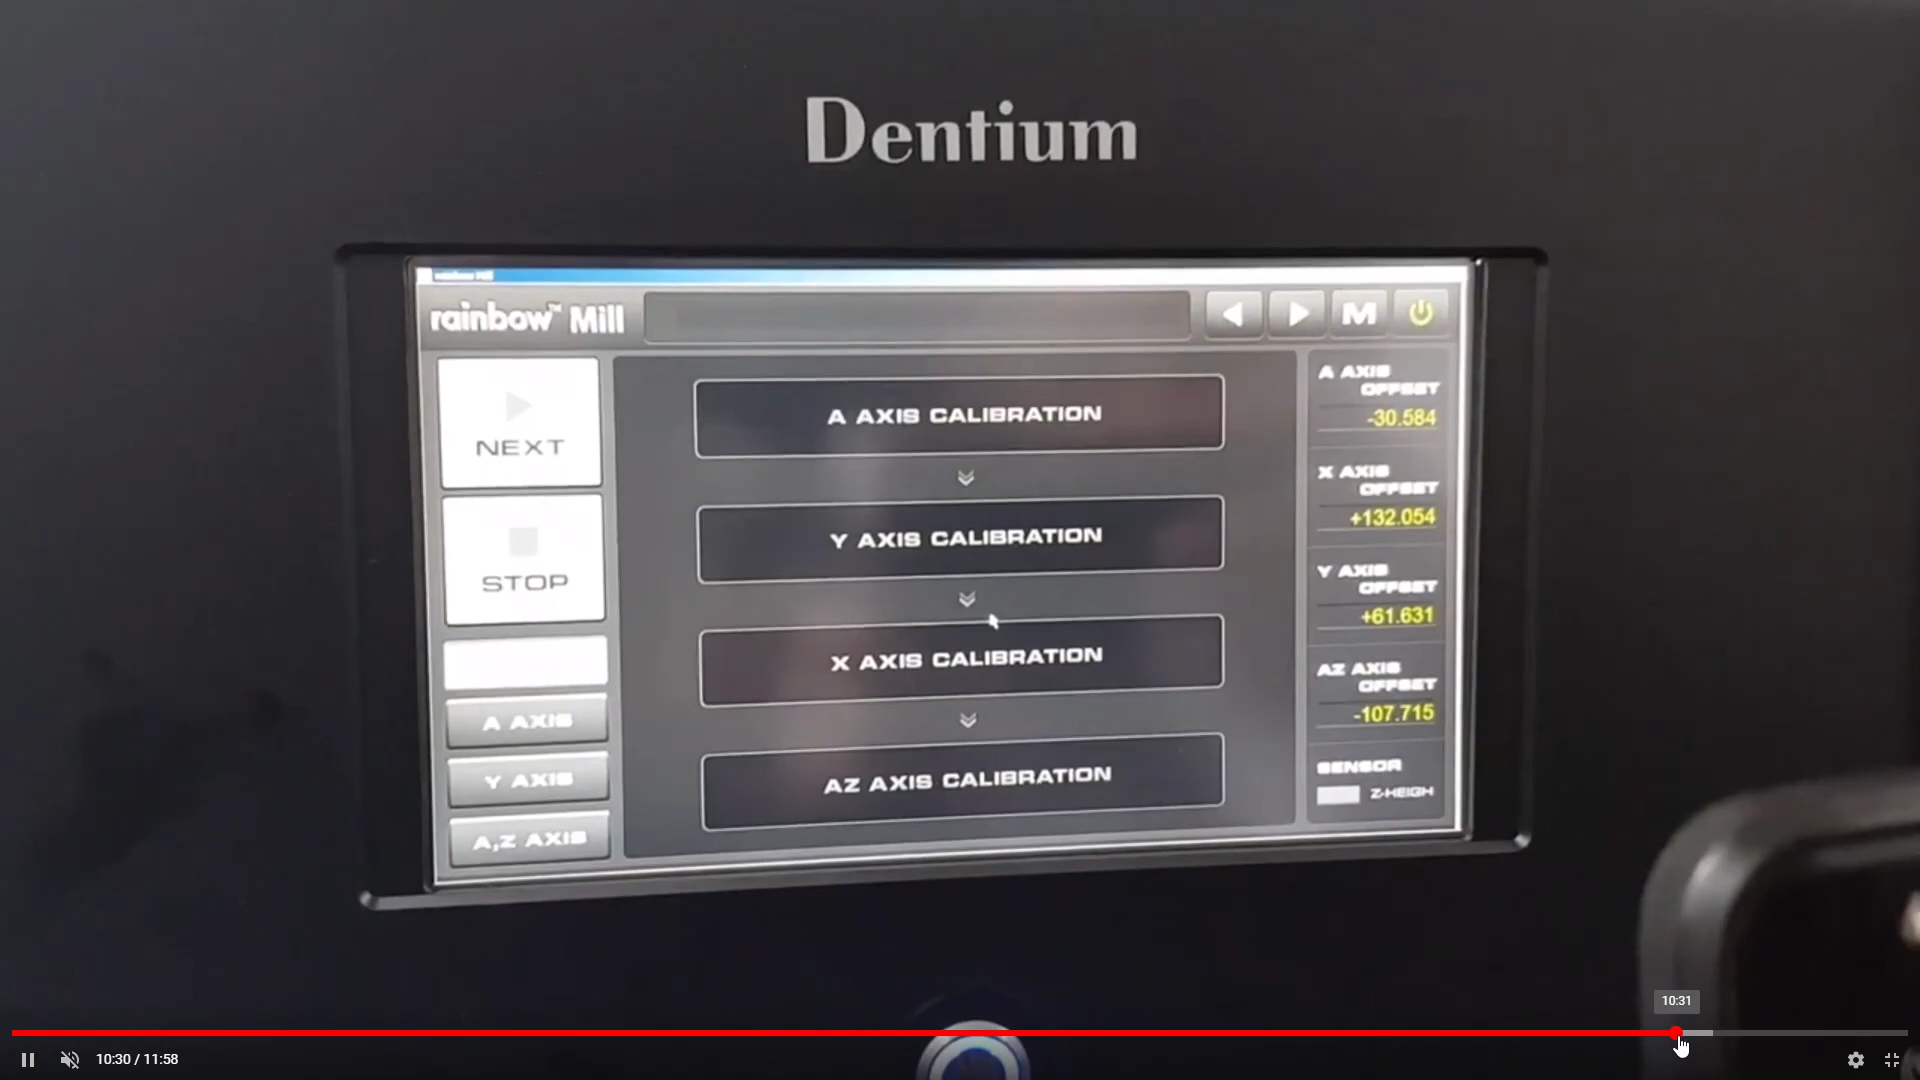 Dentium
rainbow Mill
rainbow™ Mill
M
NEXT
STOP
A AXIS
Y AXIS
A,Z AXIS
A AXIS CALIBRATION
Y AXIS CALIBRATION
X AXIS CALIBRATION
AZ AXIS CALIBRATION
A AXIS
OFFSET
-30.584
X AXIS
OFFSET
+132.054
Y AXIS
OFFSET
+61.631
AZ AXIS
OFFSET
-107.715
SENSOR
Z-HEIGH
10:31
10:30 / 11:58